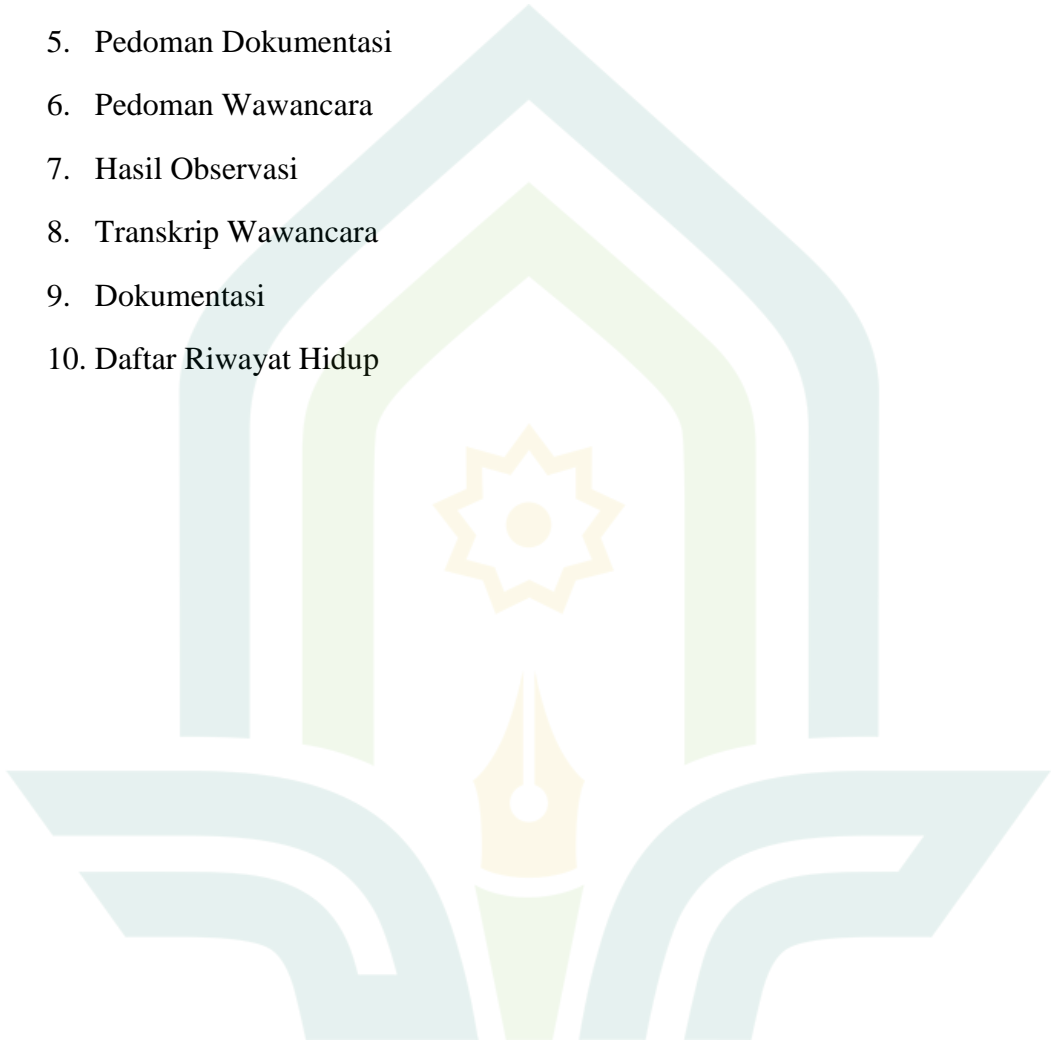 5. Pedoman Dokumentasi
6. Pedoman Wawancara
7. Hasil Observasi
8. Transkrip Wawancara
9. Dokumentasi
10. Daftar Riwayat Hidup